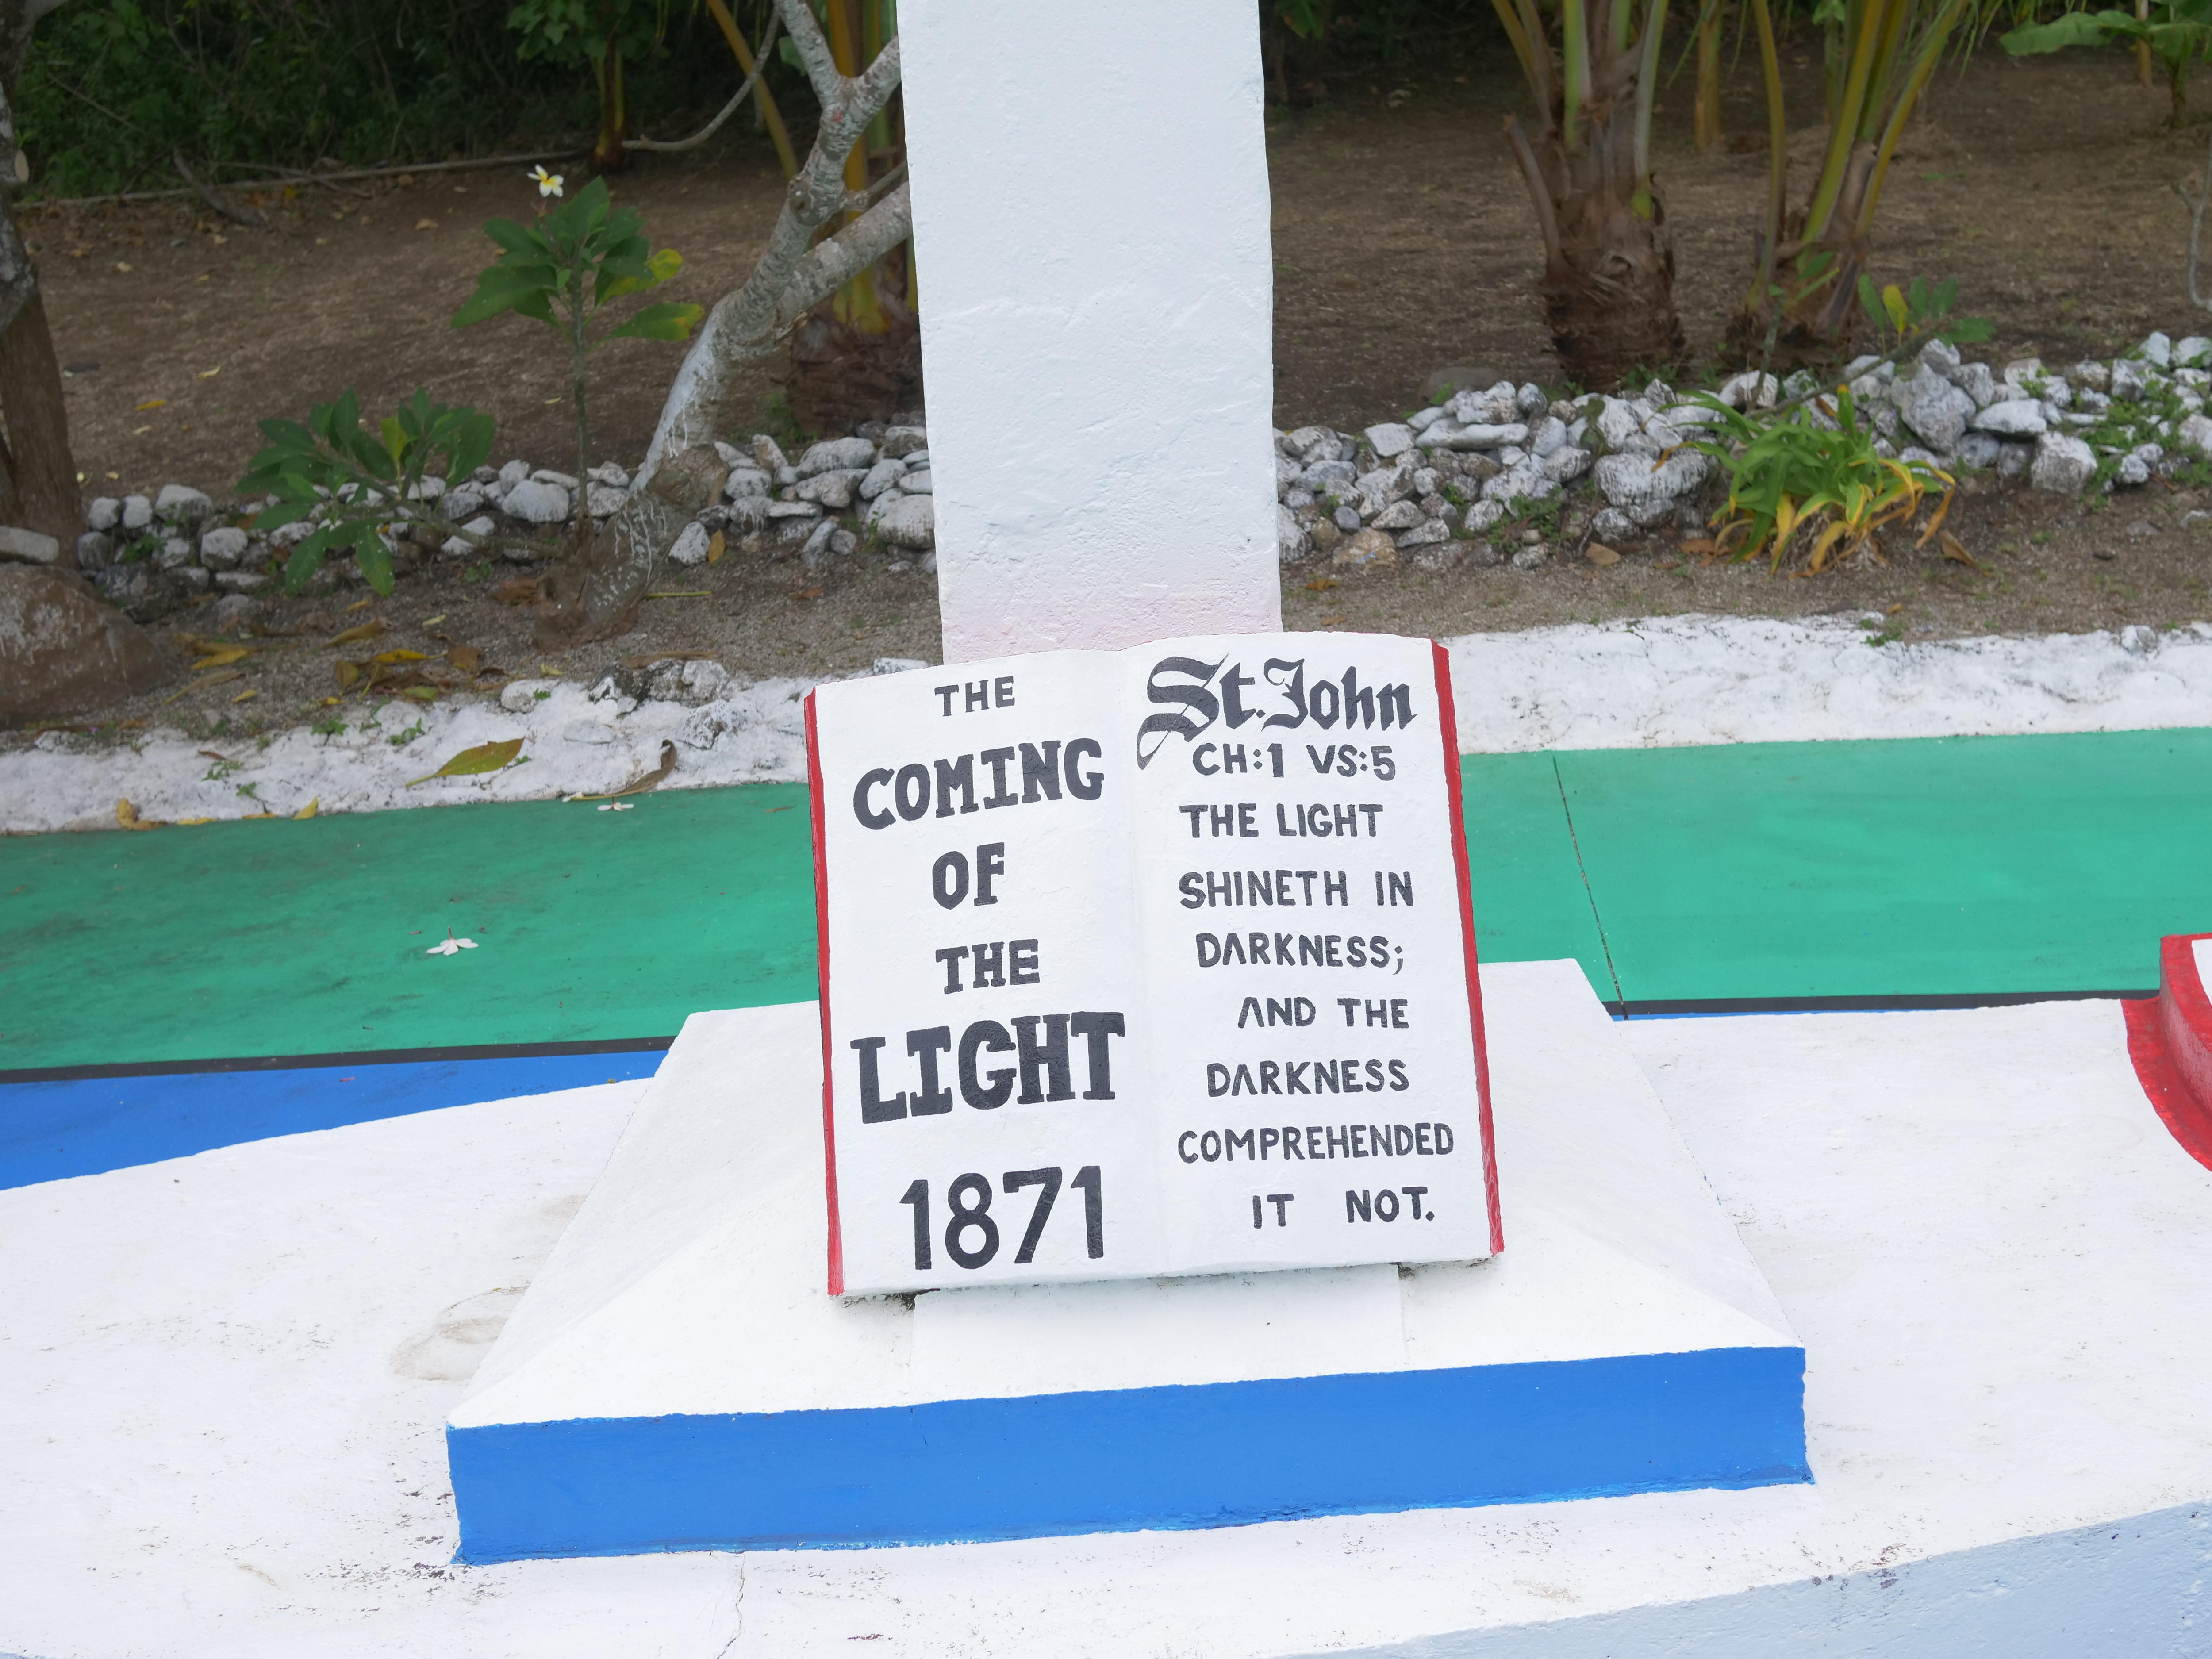 THE
COMING
OF
THE
LIGHT
1871
St. John
CH:1 VS:5
THE LIGHT
SHINETH IN
DARKNESS;
AND THE
DARKNESS
COMPREHENDED
IT NOT.